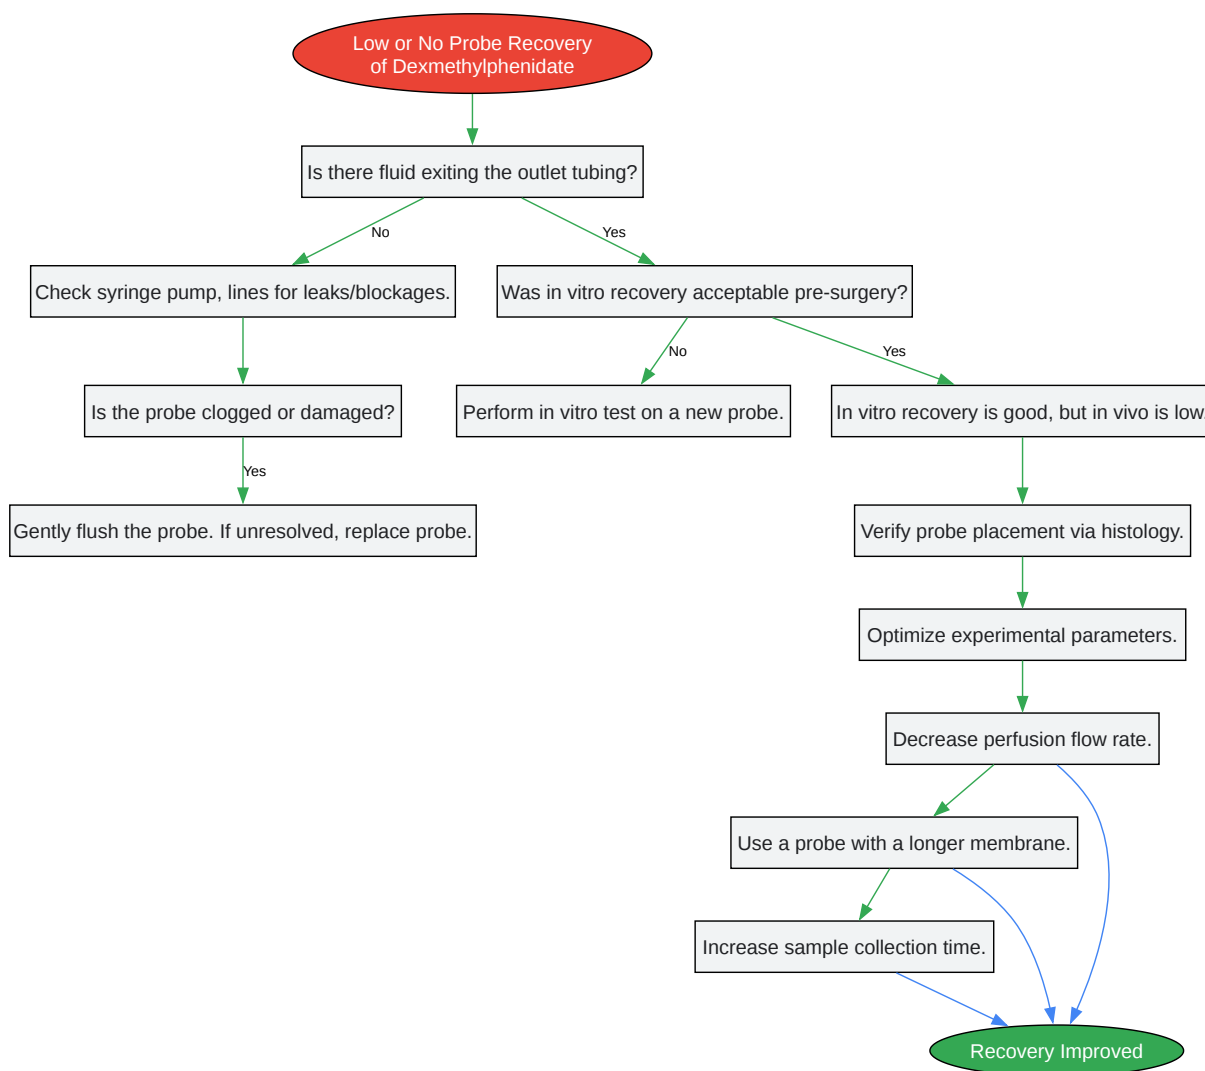 Low or No Probe Recovery
of Dexmethylphenidate
Is there fluid exiting the outlet tubing?
No
Yes
Check syringe pump, lines for leaks/blockages.
Was in vitro recovery acceptable pre-surgery?
No
Yes
Is the probe clogged or damaged?
Perform in vitro test on a new probe.
In vitro recovery is good, but in vivo is low.
Yes
Gently flush the probe. If unresolved, replace probe.
Verify probe placement via histology.
Optimize experimental parameters.
Decrease perfusion flow rate.
Use a probe with a longer membrane.
Increase sample collection time.
Recovery Improved